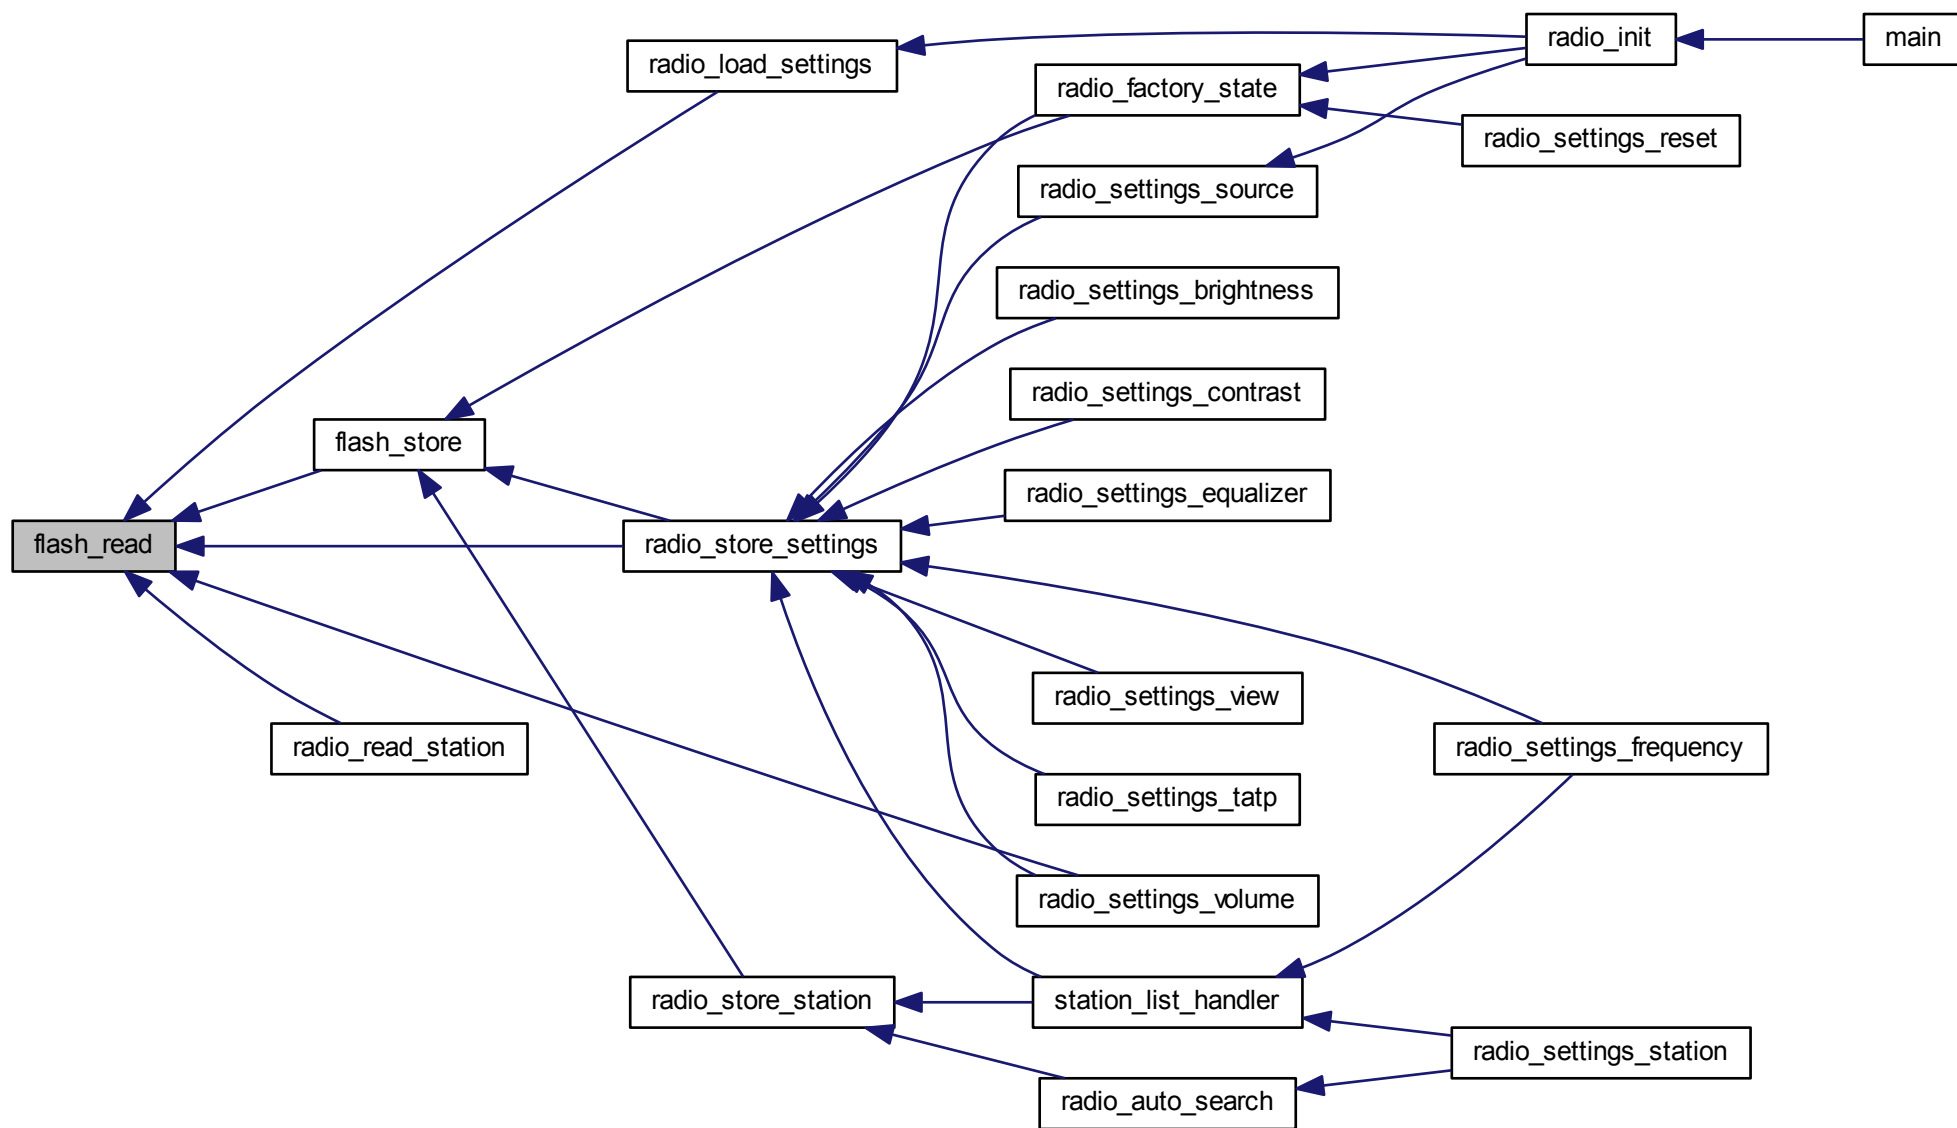 radio_init
main
radio_load_settings
radio_factory_state
radio_settings_reset
radio_settings_source
radio_settings_brightness
radio_settings_contrast
flash_store
radio_settings_equalizer
flash_read
radio_store_settings
radio_settings_view
radio_read_station
radio_settings_frequency
radio_settings_tatp
radio_settings_volume
radio_store_station
station_list_handler
radio_settings_station
radio_auto_search